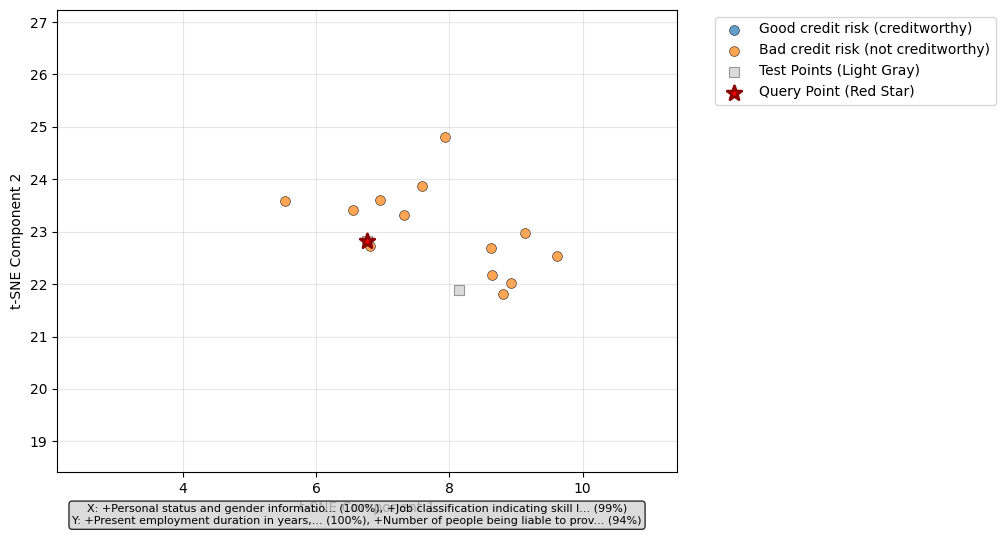 27
26
25
24
23
22
21
20
19
t-SNE Component 2
4 6 8 10
Good credit risk (creditworthy)
Bad credit risk (not creditworthy)
Test Points (Light Gray)
Query Point (Red Star)
X: +Personal status and gender information (100%), +Job classification indicating skill l... (99%)
Y: +Present employment duration in years,... (100%), +Number of people being liable to prov... (94%)